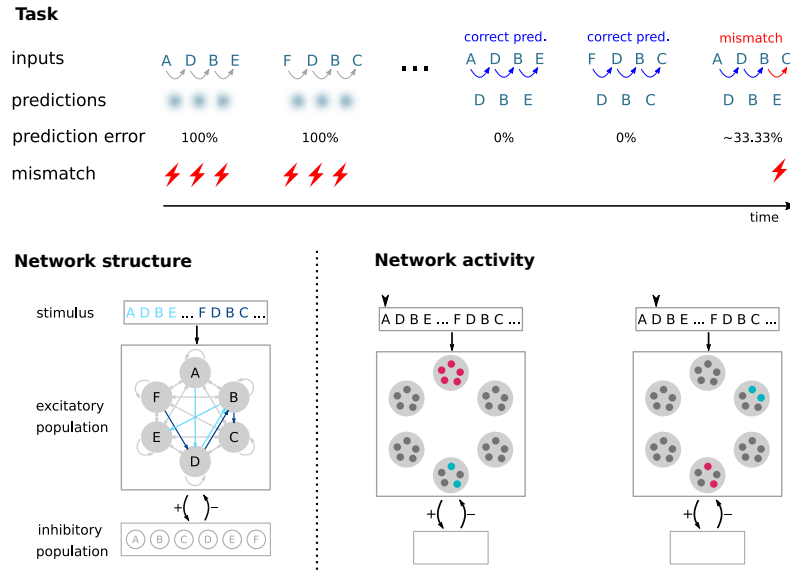 Task
correct pred. correct pred. mismatch
inputs A D B E F D B C ... A D B E F D B C A D B C
predictions D B E D B C D B E
prediction error 100% 100% 0% 0% ~33.33%
mismatch
time
Network structure
Network activity
stimulus A D B E ... F D B C ...
A D B E ... F D B C ...
A D B E ... F D B C ...
excitatory
population
A
F B
E C
D
+ −
+ −
+ −
inhibitory
population
A B C D E F